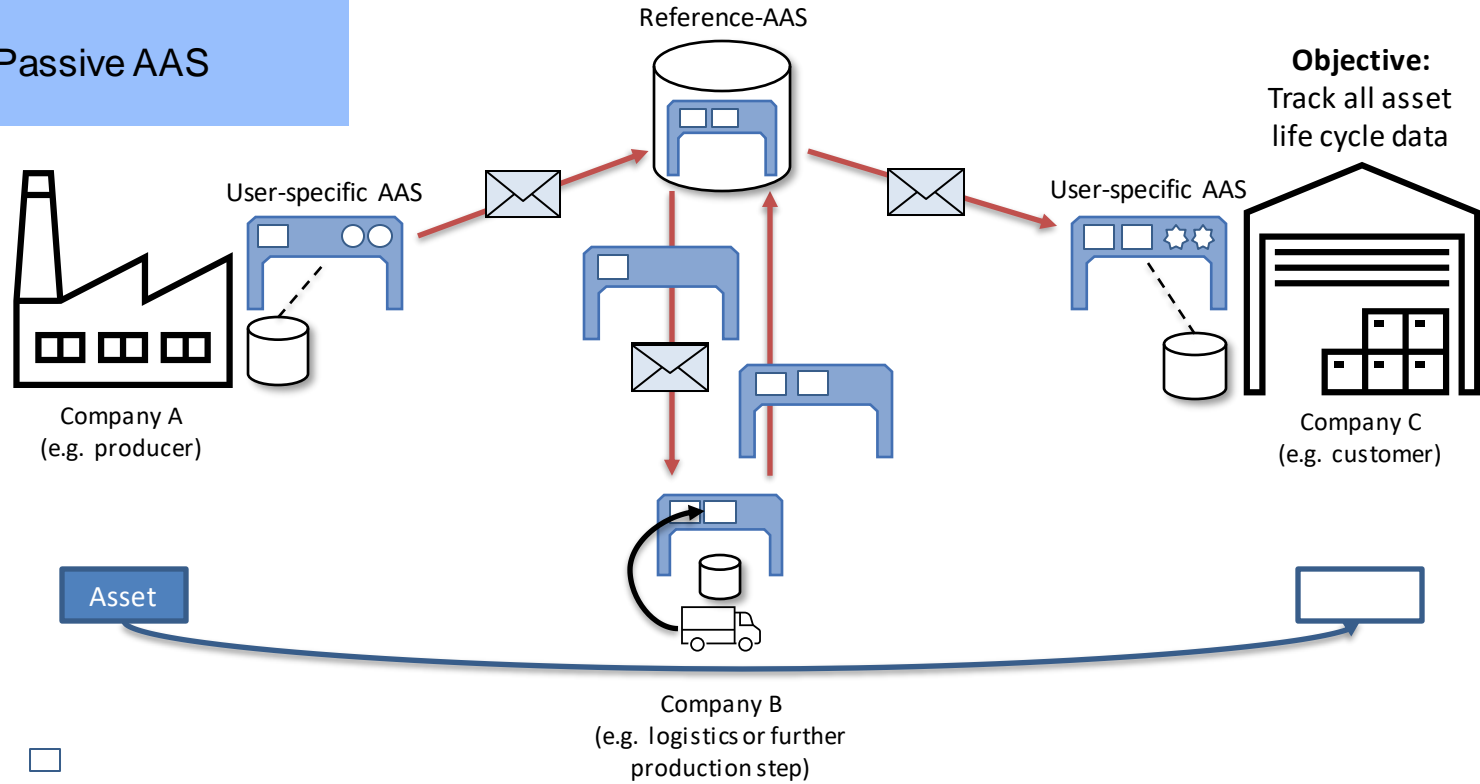 Passive AAS
Reference-AAS
Objective:
Track all asset
life cycle data
User-specific AAS
User-specific AAS
Company A
(e.g. producer)
Company C
(e.g. customer)
Asset
Company B
(e.g. logistics or further
production step)